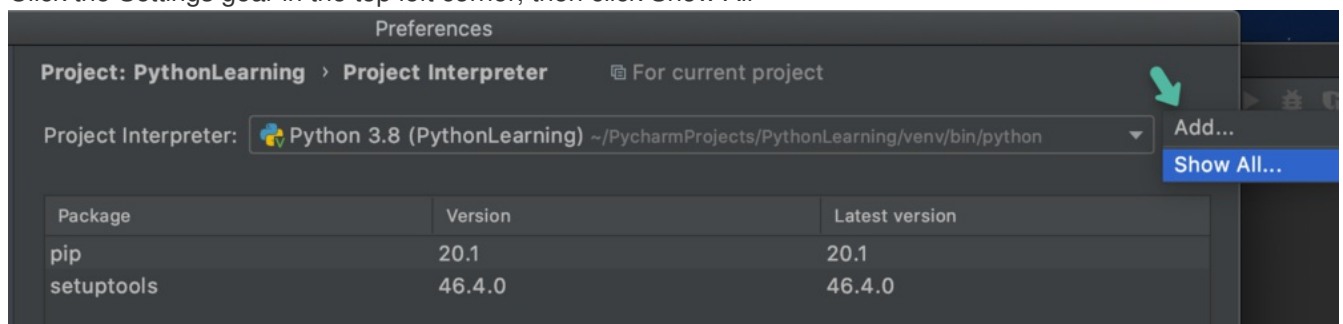 Click the Settings gear in the top left corner, then click Show All
Preferences
Project: PythonLearning › Project Interpreter For current project
Project Interpreter: Python 3.8 (PythonLearning) ~/PycharmProjects/PythonLearning/venv/bin/python
Add...
Show All...
Package Version Latest version
pip 20.1 20.1
setuptools 46.4.0 46.4.0